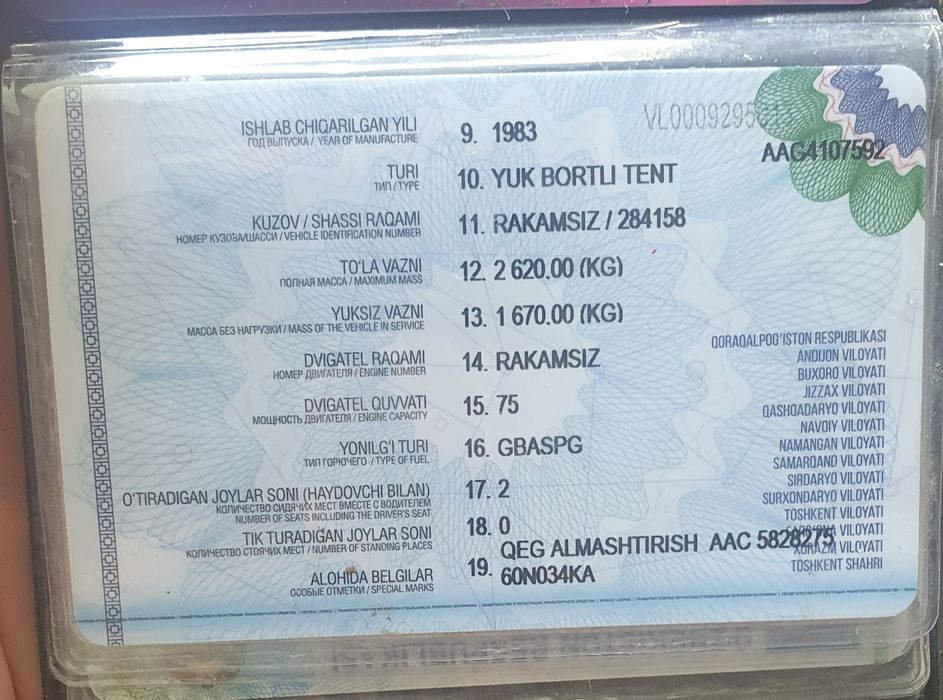 VL0009295
AAG4107592
ISHLAB CHIQARILGAN YILI 9. 1983
ГОД ВЫПУСКА / YEAR OF MANUFACTURE
TURI 10. YUK BORTLI TENT
ТИП / TYPE
KUZOV / SHASSI RAQAMI 11. RAKAMSIZ / 284158
НОМЕР КУЗОВА/ШАССИ / VEHICLE IDENTIFICATION NUMBER
TO'LA VAZNI 12. 2 620.00 (KG)
ПОЛНАЯ МАССА / MAXIMUM MASS
YUKSIZ VAZNI 13. 1 670.00 (KG)
МАССА БЕЗ НАГРУЗКИ / MASS OF THE VEHICLE IN SERVICE
DVIGATEL RAQAMI 14. RAKAMSIZ
НОМЕР ДВИГАТЕЛЯ / ENGINE NUMBER
DVIGATEL QUVVATI 15. 75
МОЩНОСТЬ ДВИГАТЕЛЯ / ENGINE CAPACITY
YONILG'I TURI 16. GBASPG
ТИП ГОРЮЧЕГО / TYPE OF FUEL
O'TIRADIGAN JOYLAR SONI (HAYDOVCHI BILAN) 17. 2
КОЛИЧЕСТВО СИДЯЧИХ МЕСТ ВМЕСТЕ С ВОДИТЕЛЕМ
NUMBER OF SEATS INCLUDING THE DRIVER'S SEAT
TIK TURADIGAN JOYLAR SONI 18. 0
КОЛИЧЕСТВО СТОЯЧИХ МЕСТ / NUMBER OF STANDING PLACES
ALOHIDA BELGILAR 19. QEG ALMASHTIRISH AAC 5828275
60N034KA
ОСОБЫЕ ОТМЕТКИ / SPECIAL MARKS
QORAQALPOG'ISTON RESPUBLIKASI
ANDIJON VILOYATI
BUXORO VILOYATI
JIZZAX VILOYATI
QASHQADARYO VILOYATI
NAVOIY VILOYATI
NAMANGAN VILOYATI
SAMARQAND VILOYATI
SIRDARYO VILOYATI
SURXONDARYO VILOYATI
TOSHKENT VILOYATI
FARG'ONA VILOYATI
XORAZM VILOYATI
TOSHKENT SHAHRI